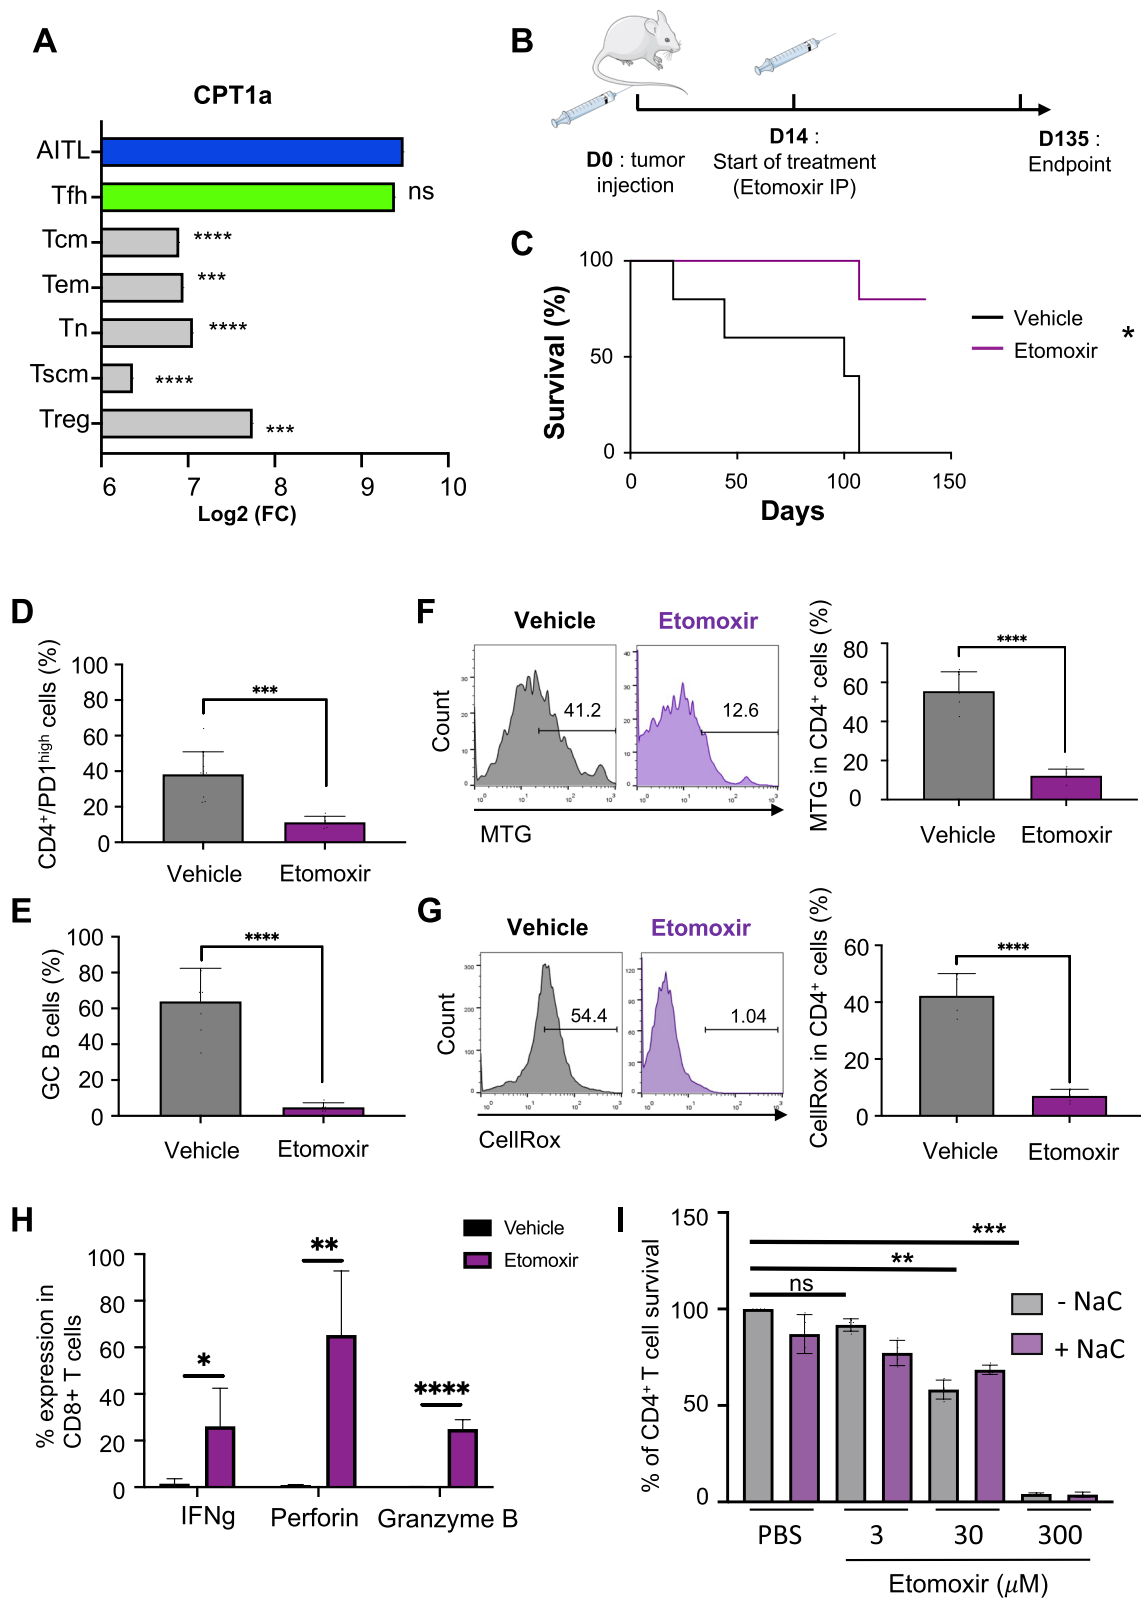 A
CPT1a
AITL
Tfh
ns
Tcm
****
Tem
***
Tn
****
Tscm
****
Treg
***
6 7 8 9 10
Log2 (FC)
B
D0 : tumor
injection
D14 :
Start of treatment
(Etomoxir IP)
D135 :
Endpoint
C
Survival (%)
100
50
0
0 50 100 150
Days
Vehicle
Etomoxir
*
D
CD4⁺/PD1ʰⁱᵍʰ cells (%)
100
80
60
40
20
0
***
Vehicle Etomoxir
E
GC B cells (%)
100
80
60
40
20
0
****
Vehicle Etomoxir
F
Vehicle Etomoxir
Count
41.2
12.6
MTG
MTG in CD4⁺ cells (%)
80
60
40
20
0
****
Vehicle Etomoxir
G
Vehicle Etomoxir
Count
54.4
1.04
CellRox
CellRox in CD4⁺ cells (%)
60
40
20
0
****
Vehicle Etomoxir
H
Vehicle
Etomoxir
% expression in
CD8+ T cells
100
80
60
40
20
0
*
**
****
IFNg Perforin Granzyme B
I
% of CD4⁺ T cell survival
150
100
50
0
***
**
ns
- NaC
+ NaC
PBS 3 30 300
Etomoxir (μM)